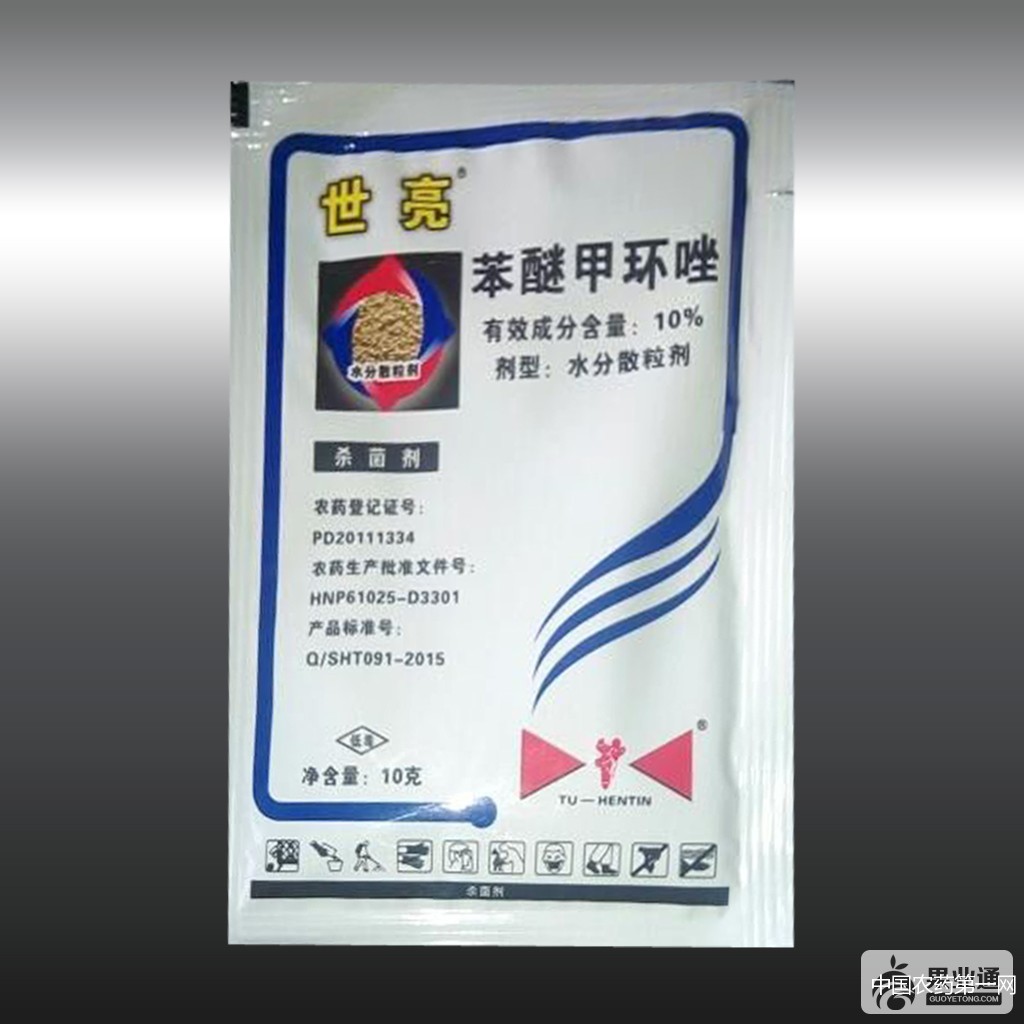 世亮®
苯醚甲环唑
有效成分含量：10%
剂型：水分散粒剂
水分散粒剂
杀菌剂
农药登记证号：
PD20111334
农药生产批准文件号：
HNP61025-D3301
产品标准号：
Q/SHT091-2015
低毒
净含量：10克
®
TU—HENTIN
杀菌剂
果业通
中国农药第一网
GUOYETONG.COM